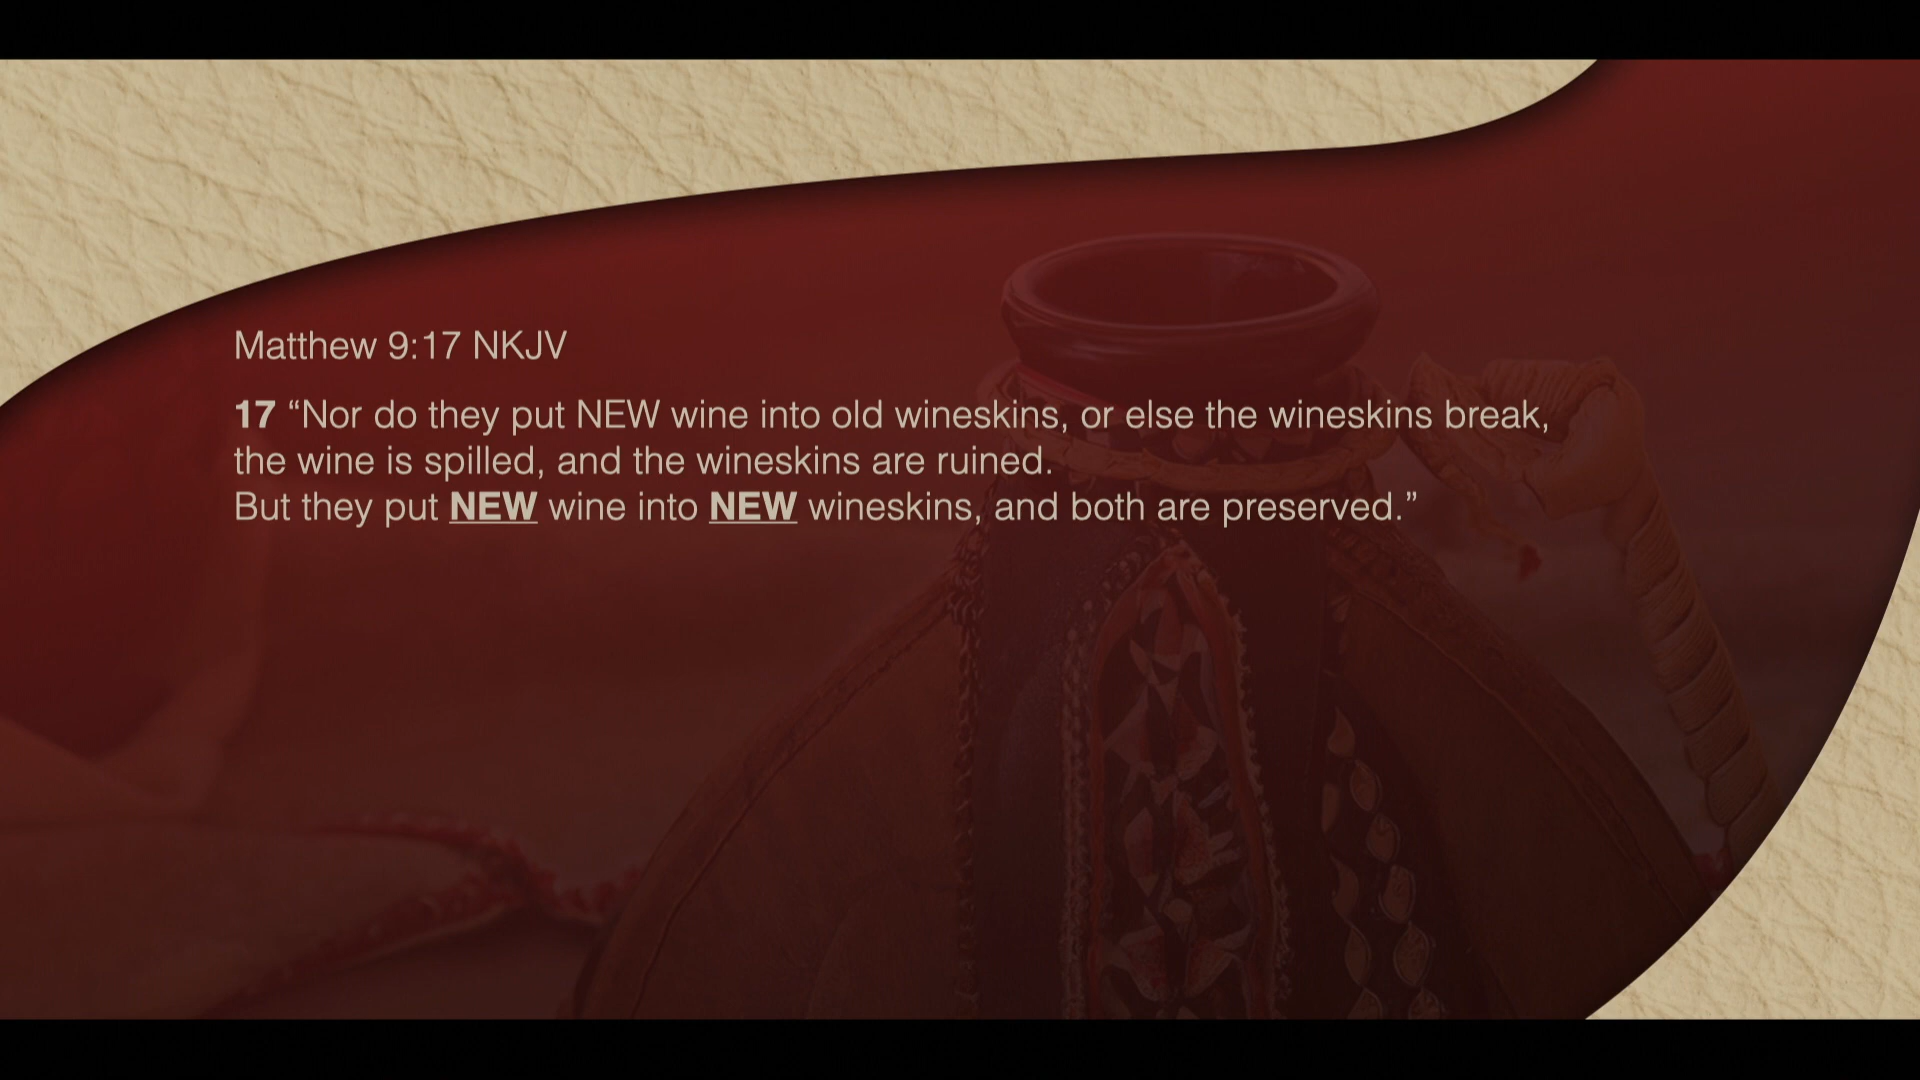 Matthew 9:17 NKJV
17 “Nor do they put NEW wine into old wineskins, or else the wineskins break,
the wine is spilled, and the wineskins are ruined.
But they put NEW wine into NEW wineskins, and both are preserved.”